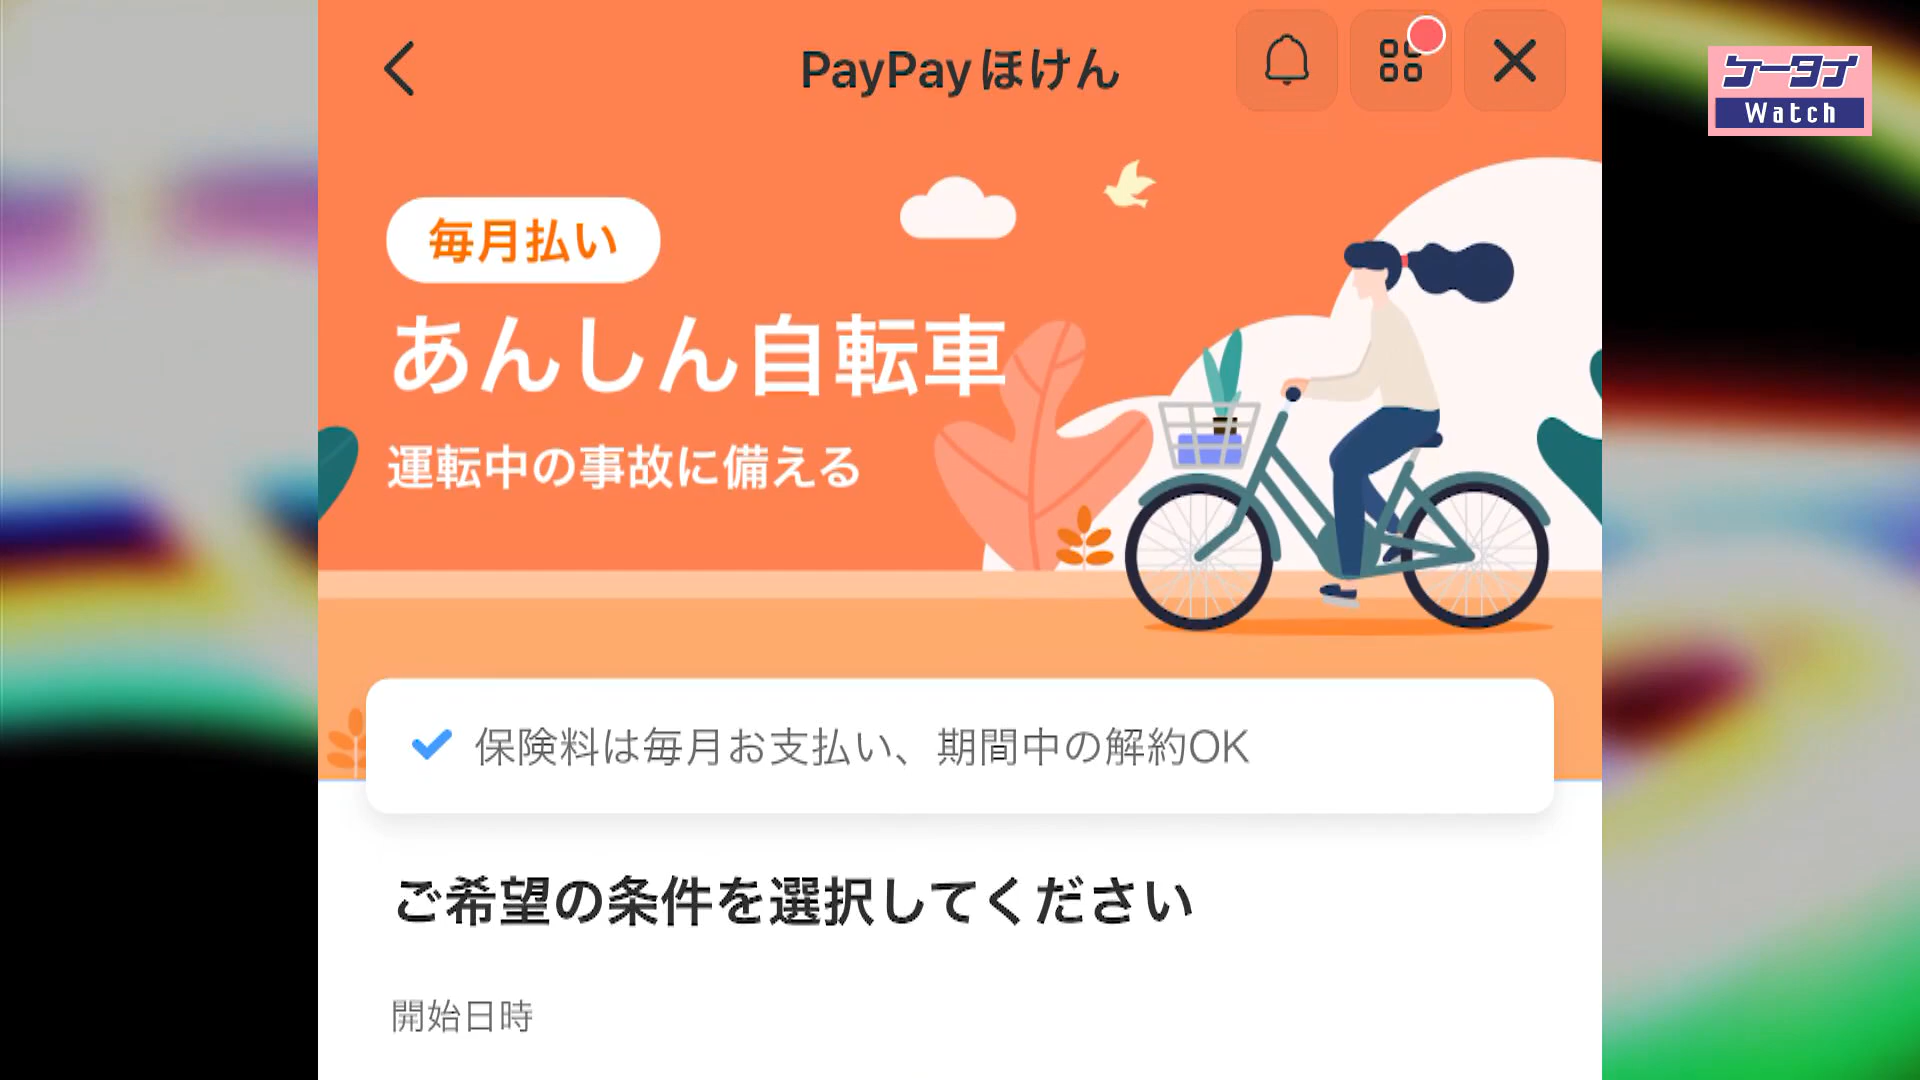 PayPayほけん
ケータイ
Watch
毎月払い
あんしん自転車
運転中の事故に備える
保険料は毎月お支払い、期間中の解約OK
ご希望の条件を選択してください
開始日時